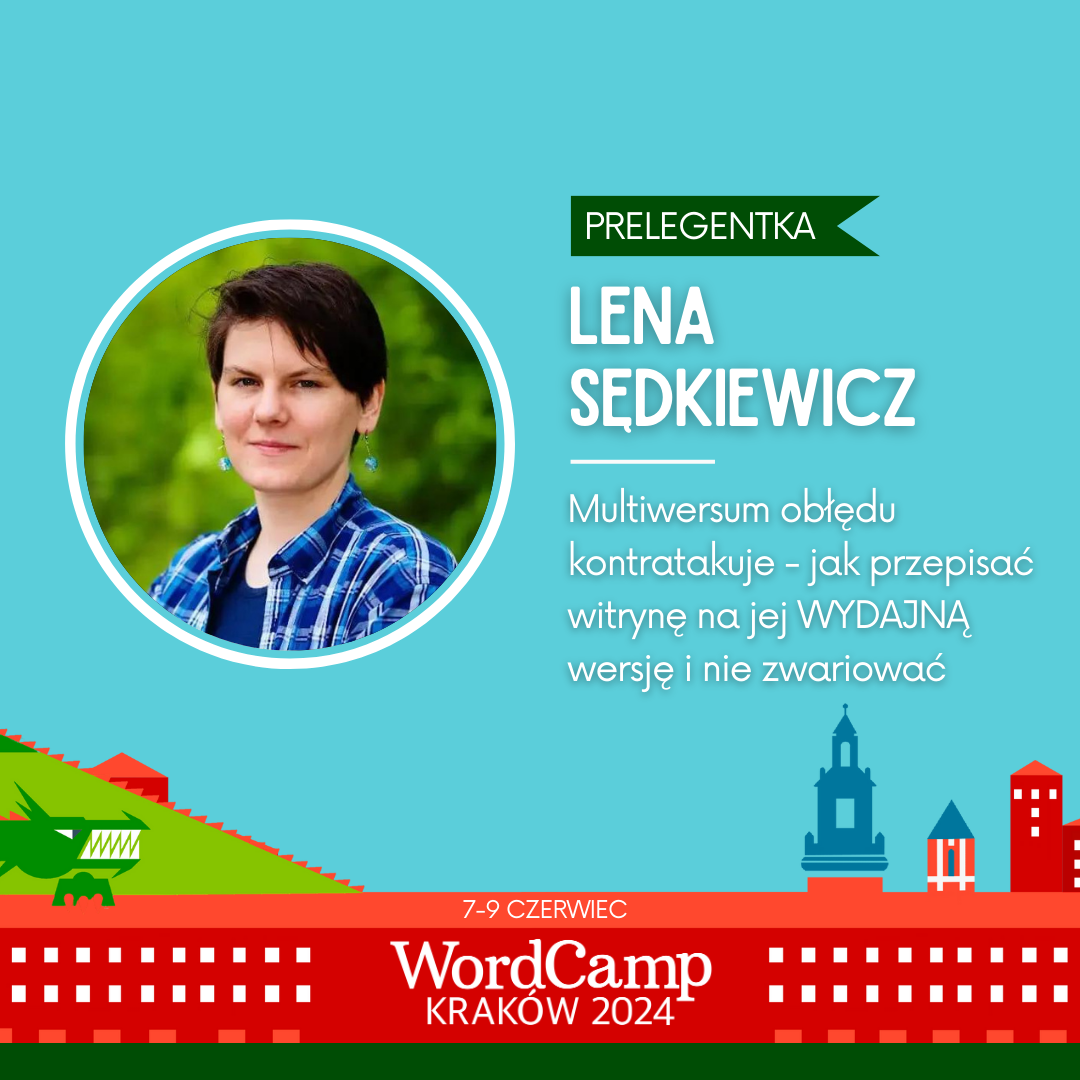 PRELEGENTKA
LENA
SĘDKIEWICZ
Multiwersum obłędu
kontratakuje - jak przepisać
witrynę na jej WYDAJNĄ
wersję i nie zwariować
7-9 CZERWIEC
WordCamp
KRAKÓW 2024